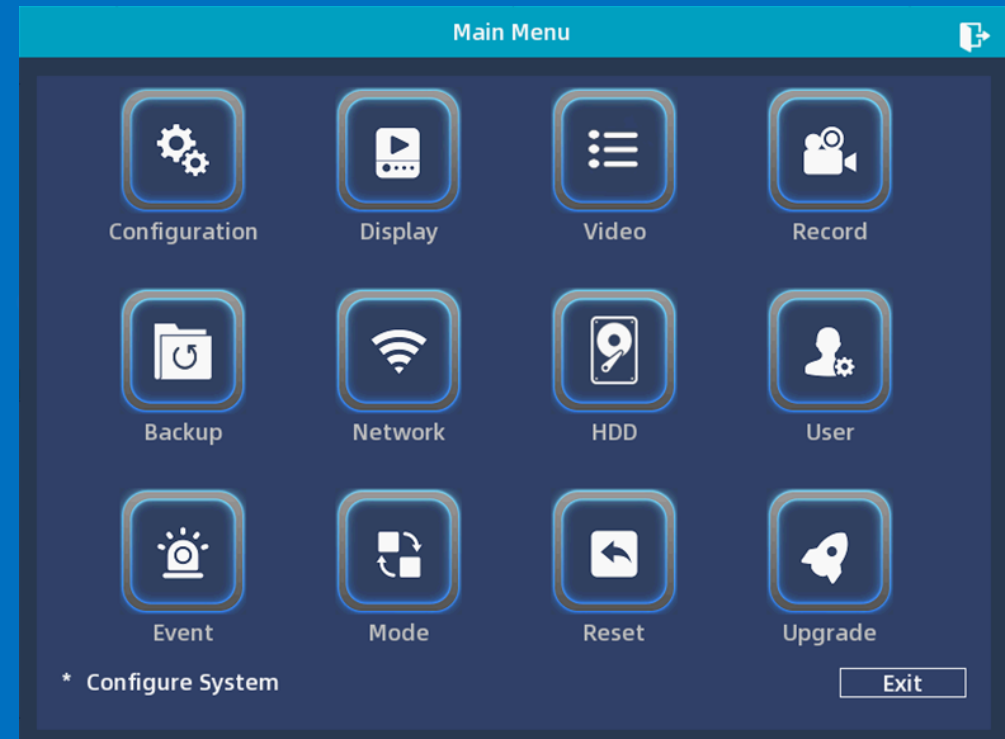 Main Menu
Configuration Display Video Record
Backup Network HDD User
Event Mode Reset Upgrade
* Configure System Exit